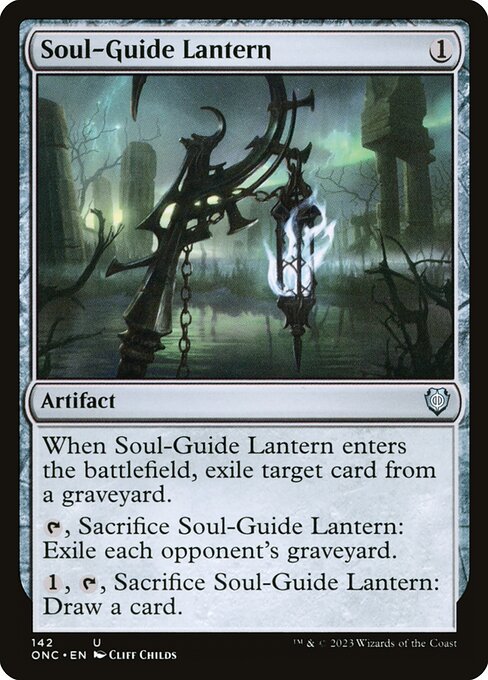 Soul-Guide Lantern 1
Artifact
When Soul-Guide Lantern enters
the battlefield, exile target card from
a graveyard.
, Sacrifice Soul-Guide Lantern:
Exile each opponent's graveyard.
1, , Sacrifice Soul-Guide Lantern:
Draw a card.
142 U ™ & © 2023 Wizards of the Coast
ONC • EN Cliff Childs